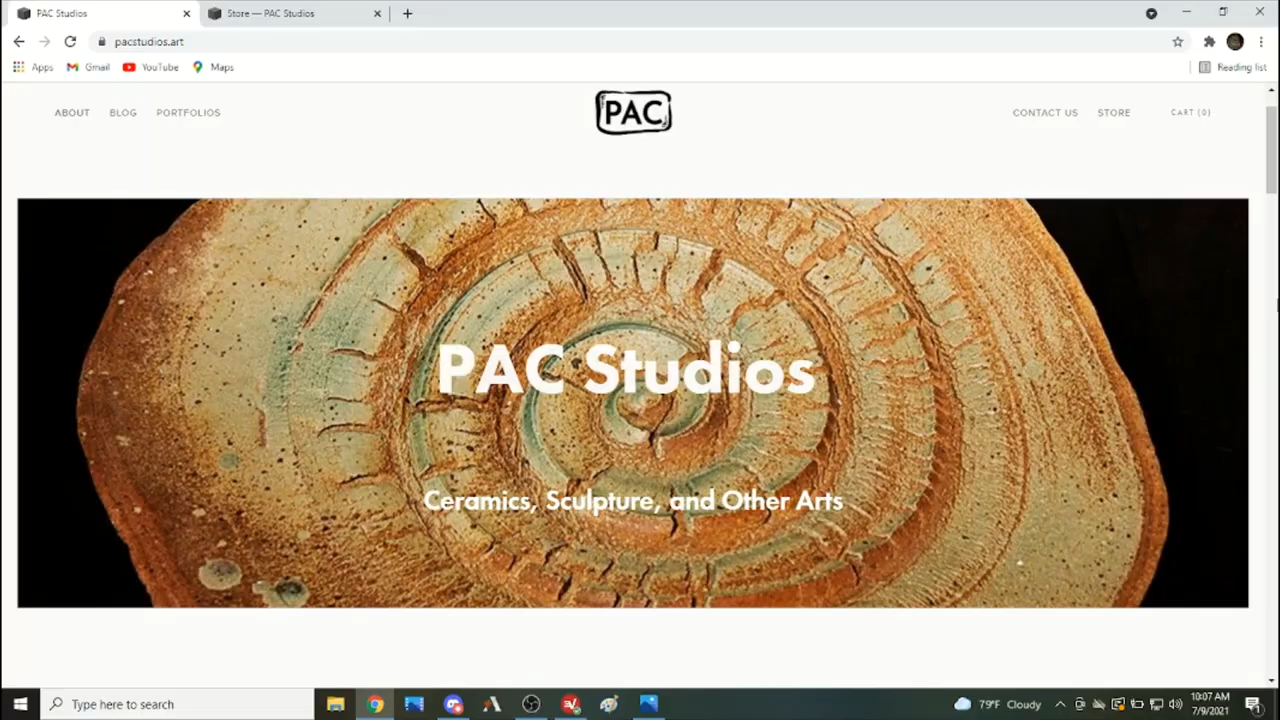 PAC Studios
Store — PAC Studios
pacstudios.art
Apps Gmail YouTube Maps
Reading list
ABOUT BLOG PORTFOLIOS
PAC
CONTACT US STORE CART (0)
PAC Studios
Ceramics, Sculpture, and Other Arts
Type here to search
79°F Cloudy
10:07 AM
7/9/2021
1